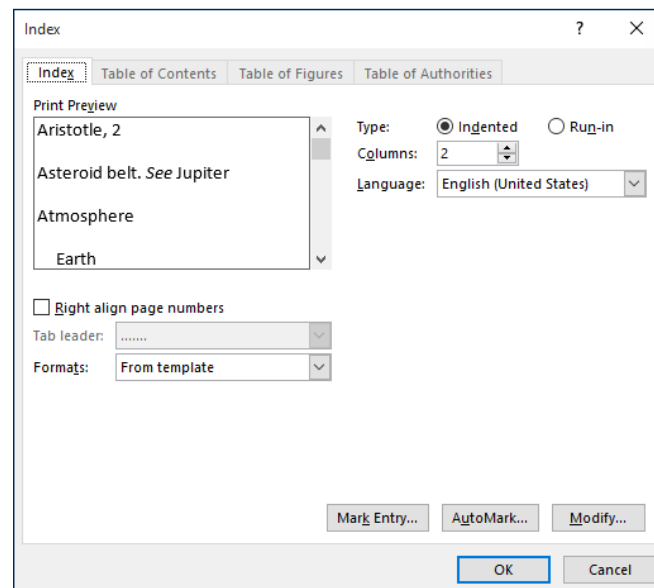 Index ?
Index Table of Contents Table of Figures Table of Authorities
Print Preview
Aristotle, 2
Asteroid belt. See Jupiter
Atmosphere
Earth
Type: Indented Run-in
Columns: 2
Language: English (United States)
Right align page numbers
Tab leader: .......
Formats: From template
Mark Entry... AutoMark... Modify...
OK Cancel